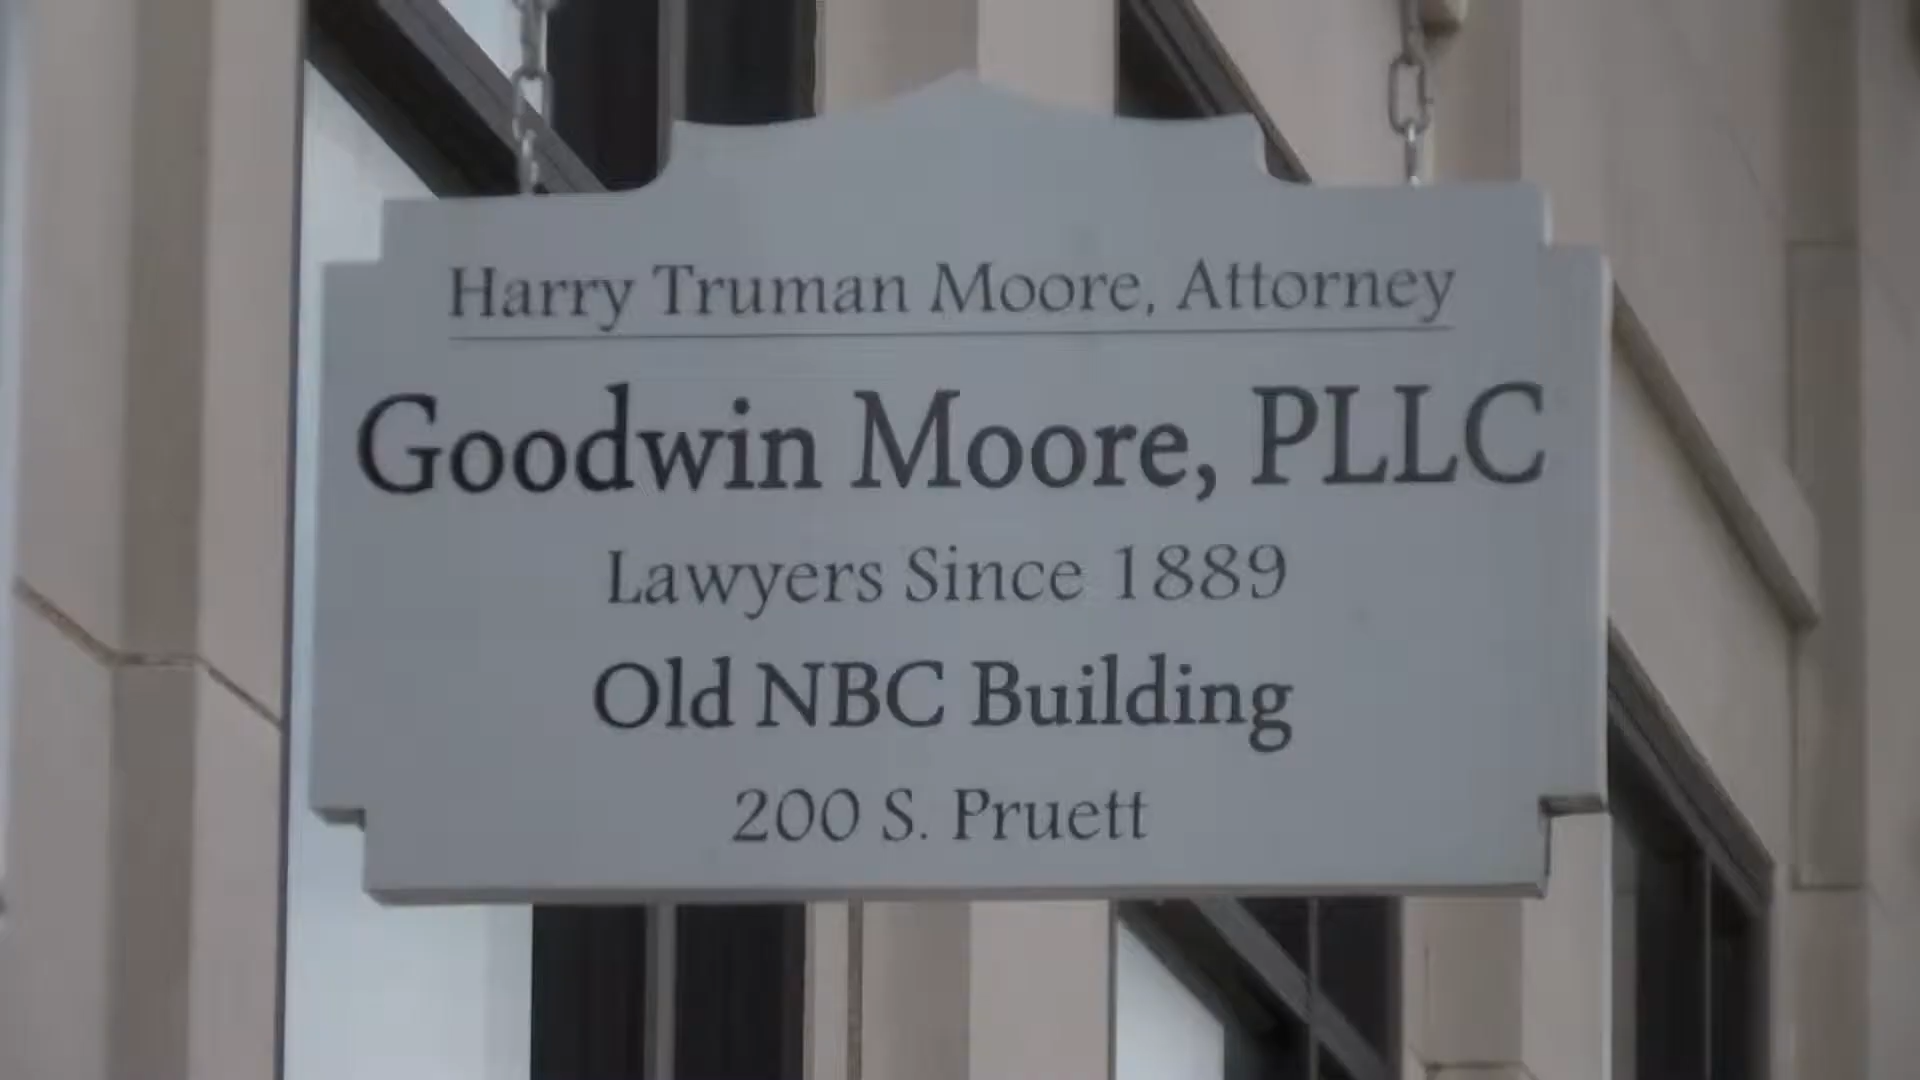 Harry Truman Moore, Attorney
Goodwin Moore, PLLC
Lawyers Since 1889
Old NBC Building
200 S. Pruett